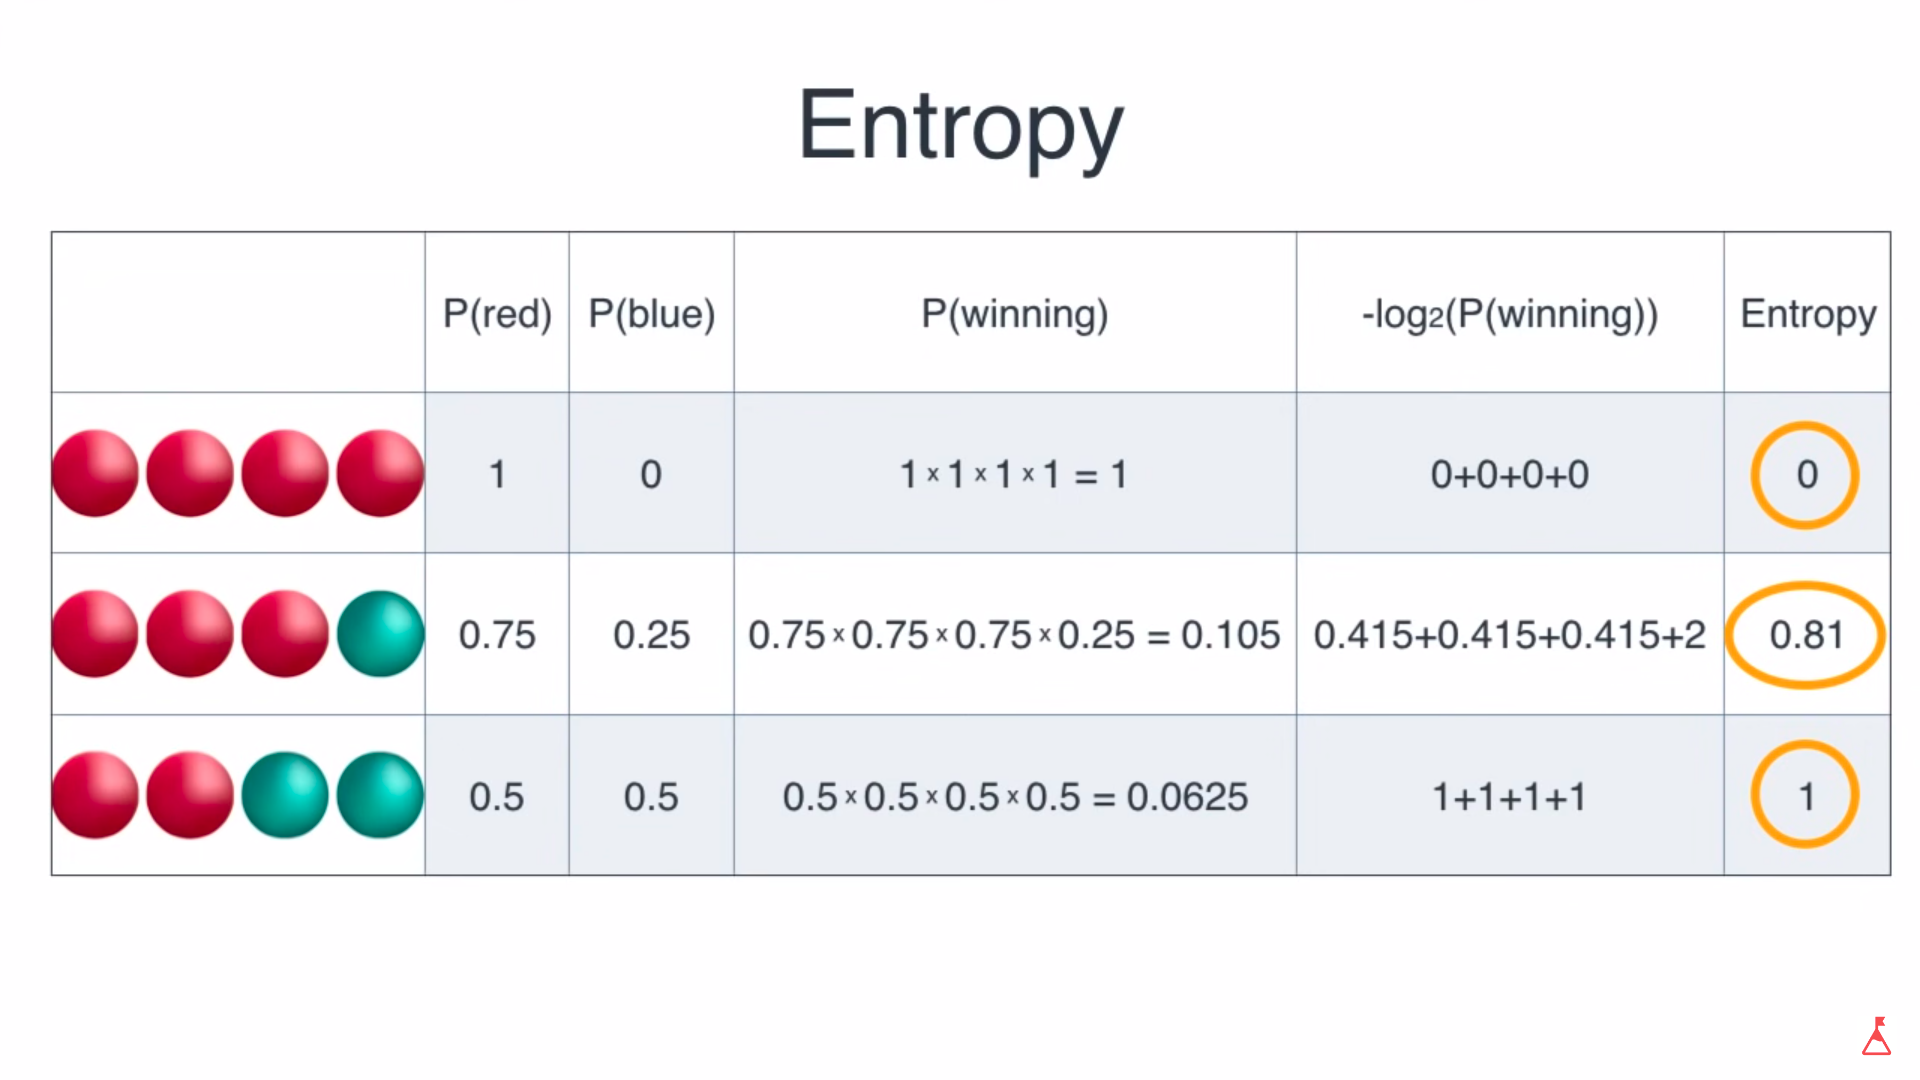 Entropy
P(red) P(blue) P(winning) -log₂(P(winning)) Entropy
1 0 1×1×1×1 = 1 0+0+0+0 0
0.75 0.25 0.75×0.75×0.75×0.25 = 0.105 0.415+0.415+0.415+2 0.81
0.5 0.5 0.5×0.5×0.5×0.5 = 0.0625 1+1+1+1 1